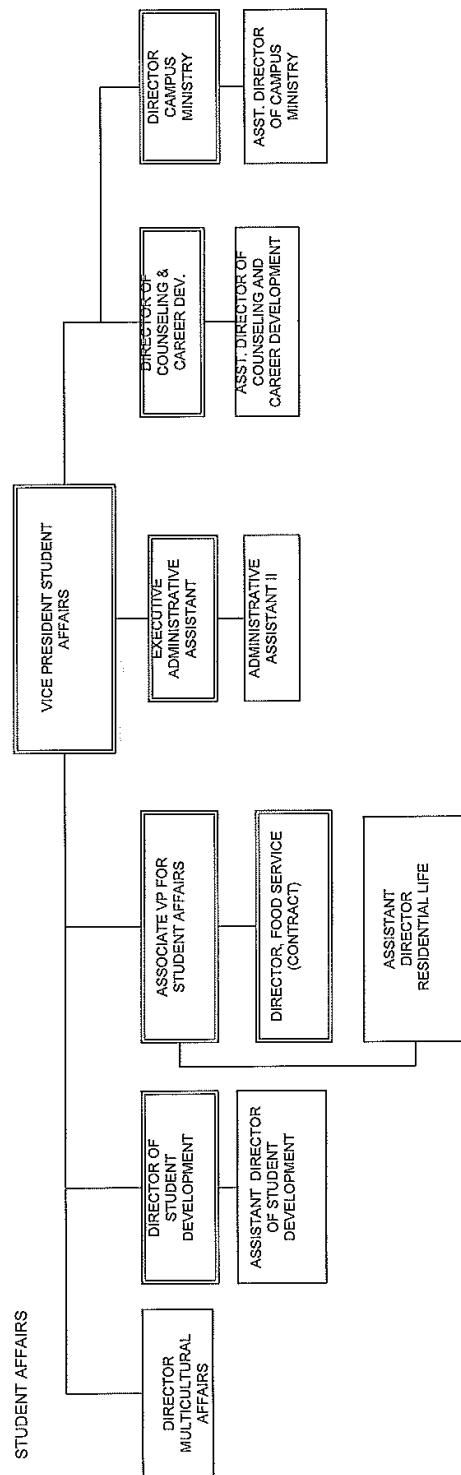 STUDENT AFFAIRS
VICE PRESIDENT STUDENT
AFFAIRS
DIRECTOR
MULTICULTURAL
AFFAIRS
DIRECTOR OF
STUDENT
DEVELOPMENT
ASSISTANT DIRECTOR
OF STUDENT
DEVELOPMENT
ASSOCIATE VP FOR
STUDENT AFFAIRS
DIRECTOR, FOOD SERVICE
(CONTRACT)
ASSISTANT
DIRECTOR
RESIDENTIAL LIFE
EXECUTIVE
ADMINISTRATIVE
ASSISTANT
ADMINISTRATIVE
ASSISTANT II
DIRECTOR OF
COUNSELING &
CAREER DEV.
ASST. DIRECTOR OF
COUNSELING AND
CAREER DEVELOPMENT
DIRECTOR
CAMPUS
MINISTRY
ASST. DIRECTOR
OF CAMPUS
MINISTRY